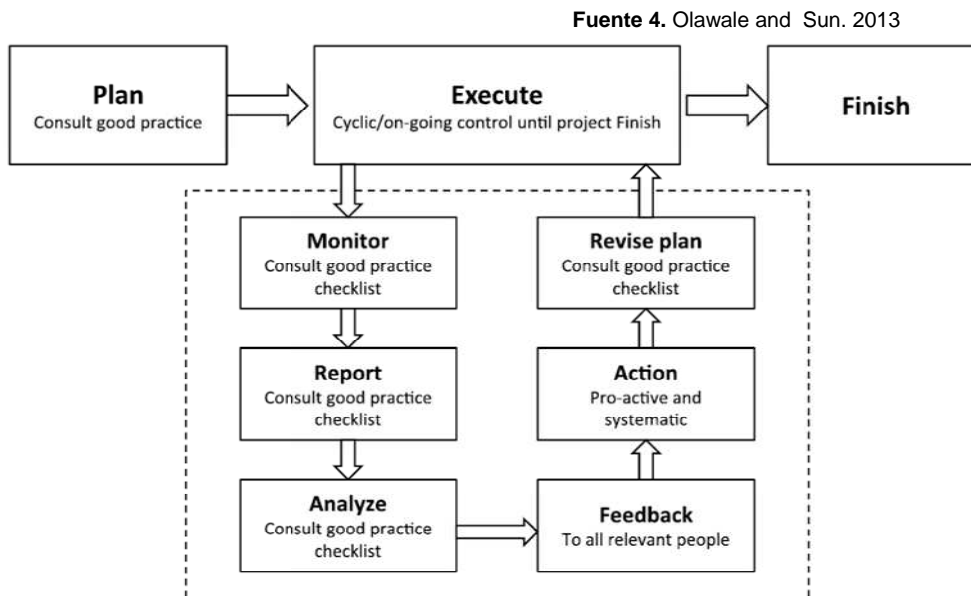 Fuente 4. Olawale and Sun. 2013
Plan
Consult good practice
Execute
Cyclic/on-going control until project Finish
Finish
Monitor
Consult good practice
checklist
Report
Consult good practice
checklist
Analyze
Consult good practice
checklist
Feedback
To all relevant people
Action
Pro-active and
systematic
Revise plan
Consult good practice
checklist